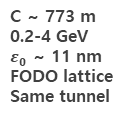 C ~ 773 m
0.2-4 GeV
ε₀ ~ 11 nm
FODO lattice
Same tunnel